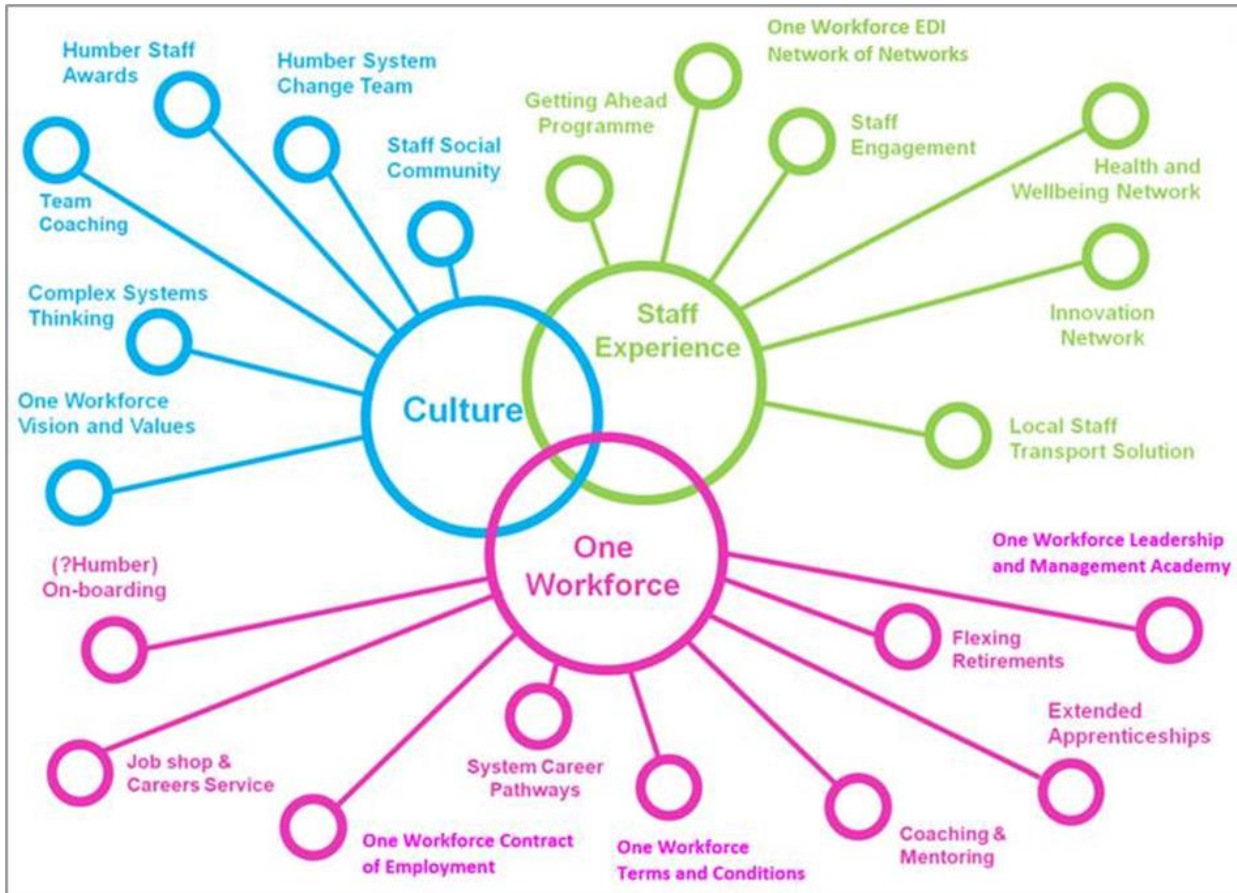 Humber Staff
Awards
Humber System
Change Team
Staff Social
Community
Team
Coaching
Complex Systems
Thinking
One Workforce
Vision and Values
Culture
One Workforce EDI
Network of Networks
Getting Ahead
Programme
Staff
Engagement
Health and
Wellbeing Network
Innovation
Network
Local Staff
Transport Solution
Staff
Experience
One
Workforce
(?Humber)
On-boarding
Job shop &
Careers Service
One Workforce Contract
of Employment
System Career
Pathways
One Workforce
Terms and Conditions
Coaching &
Mentoring
Extended
Apprenticeships
Flexing
Retirements
One Workforce Leadership
and Management Academy